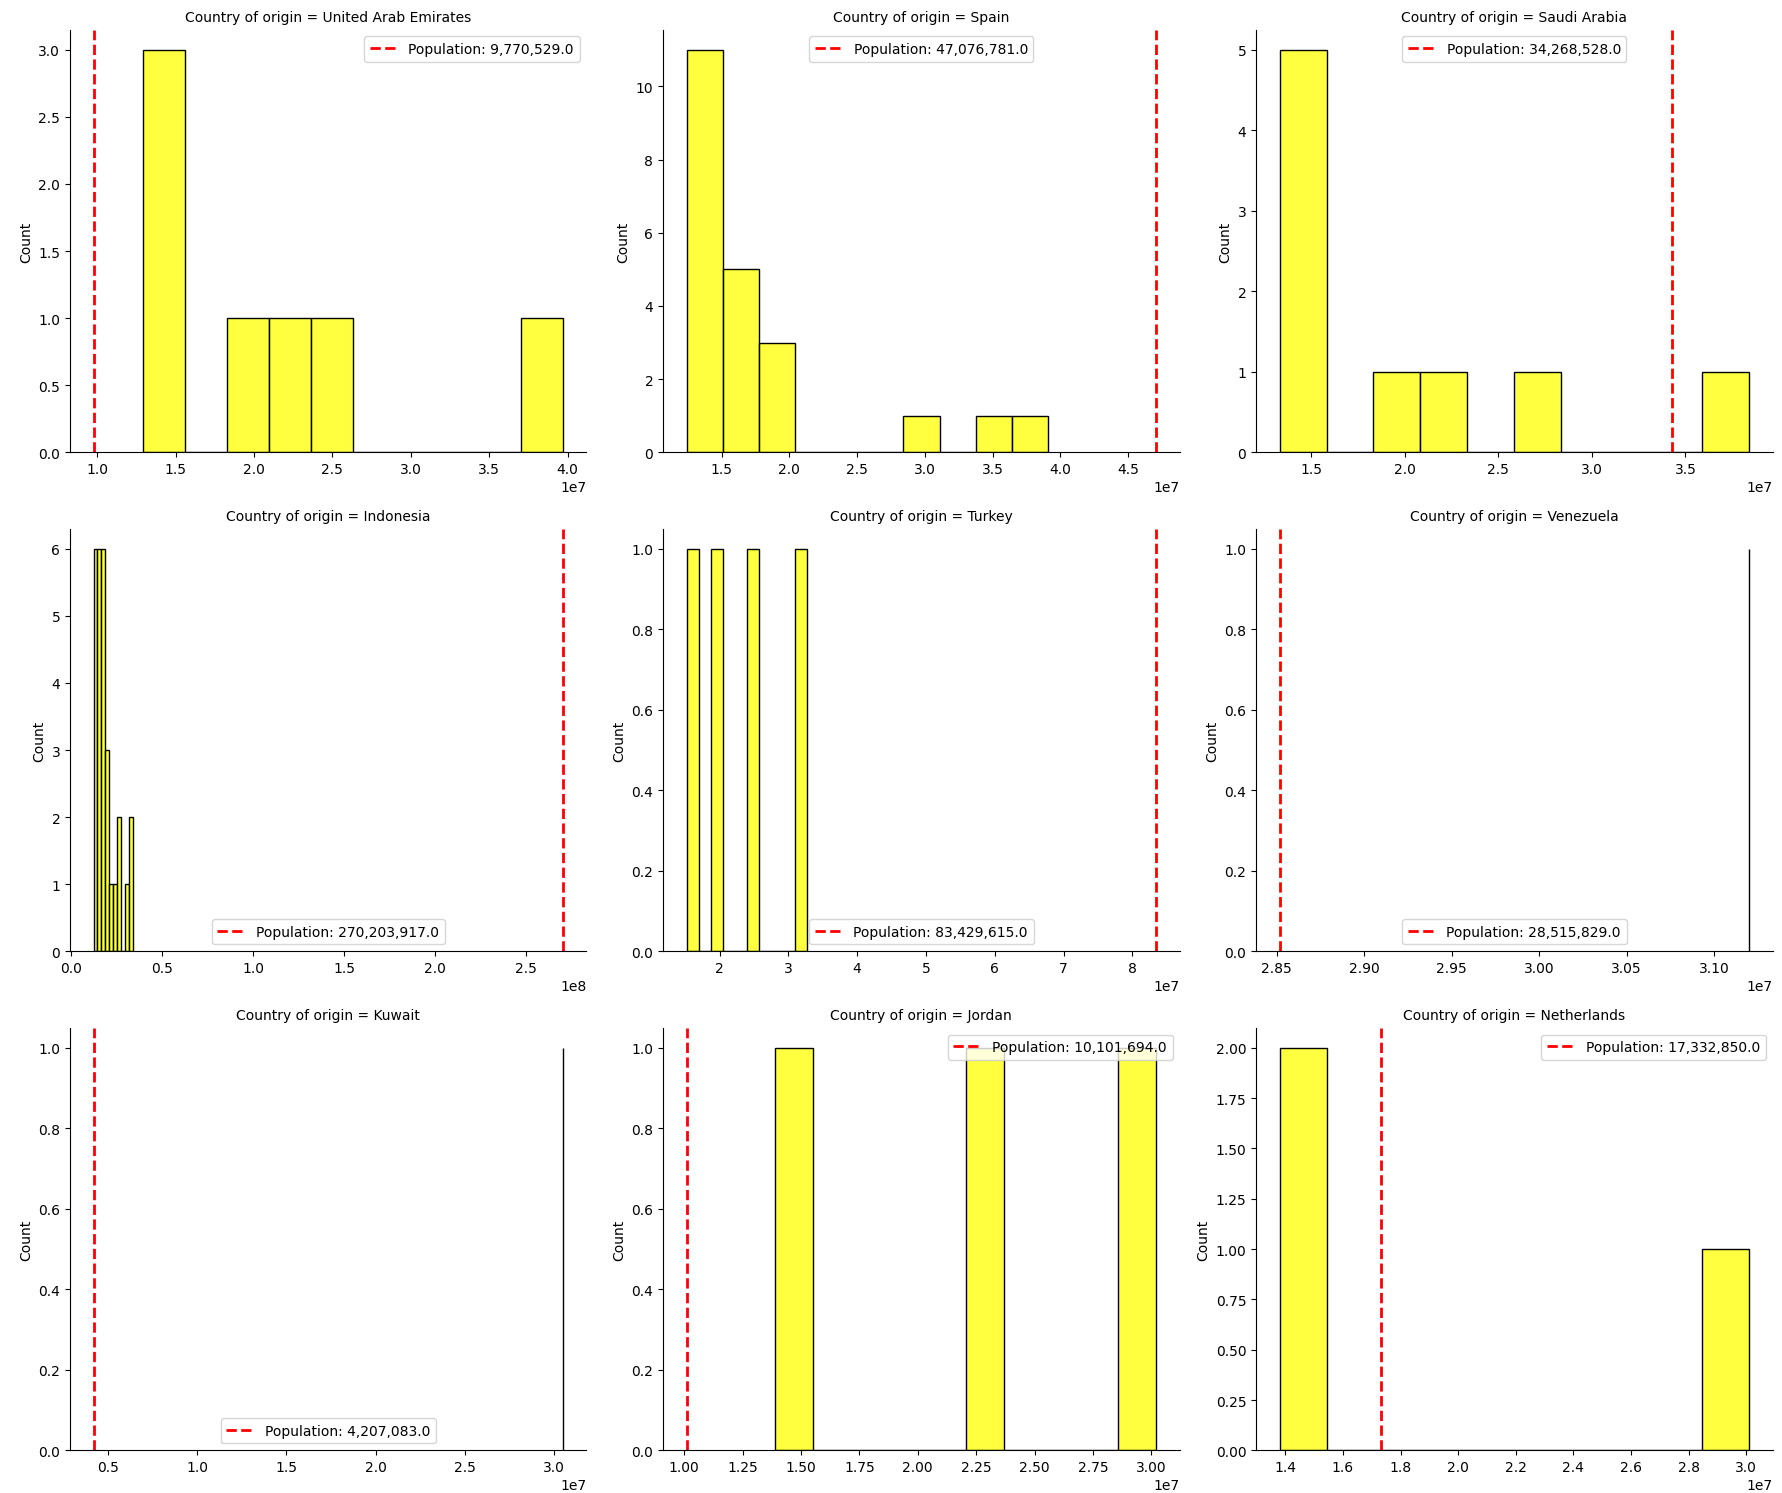 Country of origin = United Arab Emirates
Population: 9,770,529.0
Count
3.0
2.5
2.0
1.5
1.0
0.5
0.0
1.0 1.5 2.0 2.5 3.0 3.5 4.0
1e7
Country of origin = Spain
Population: 47,076,781.0
Count
10
8
6
4
2
0
1.5 2.0 2.5 3.0 3.5 4.0 4.5
1e7
Country of origin = Saudi Arabia
Population: 34,268,528.0
Count
5
4
3
2
1
0
1.5 2.0 2.5 3.0 3.5
1e7
Country of origin = Indonesia
Count
6
5
4
3
2
1
0
Population: 270,203,917.0
0.0 0.5 1.0 1.5 2.0 2.5
1e8
Country of origin = Turkey
Count
1.0
0.8
0.6
0.4
0.2
0.0
Population: 83,429,615.0
2 3 4 5 6 7 8
1e7
Country of origin = Venezuela
Count
1.0
0.8
0.6
0.4
0.2
0.0
Population: 28,515,829.0
2.85 2.90 2.95 3.00 3.05 3.10
1e7
Country of origin = Kuwait
Count
1.0
0.8
0.6
0.4
0.2
0.0
Population: 4,207,083.0
0.5 1.0 1.5 2.0 2.5 3.0
1e7
Country of origin = Jordan
Population: 10,101,694.0
Count
1.0
0.8
0.6
0.4
0.2
0.0
1.00 1.25 1.50 1.75 2.00 2.25 2.50 2.75 3.00
1e7
Country of origin = Netherlands
Population: 17,332,850.0
Count
2.00
1.75
1.50
1.25
1.00
0.75
0.50
0.25
0.00
1.4 1.6 1.8 2.0 2.2 2.4 2.6 2.8 3.0
1e7